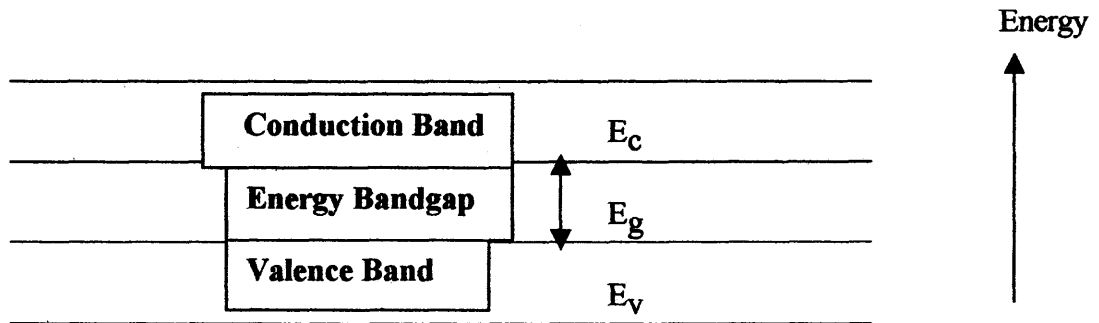 Energy
Conduction Band
E_c
Energy Bandgap
E_g
Valence Band
E_v